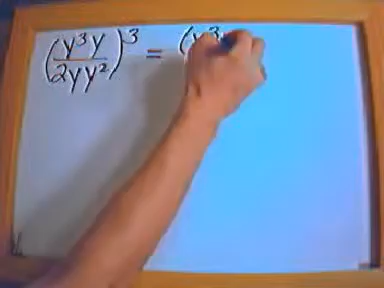 (y³y / 2yy²)³ = (y³